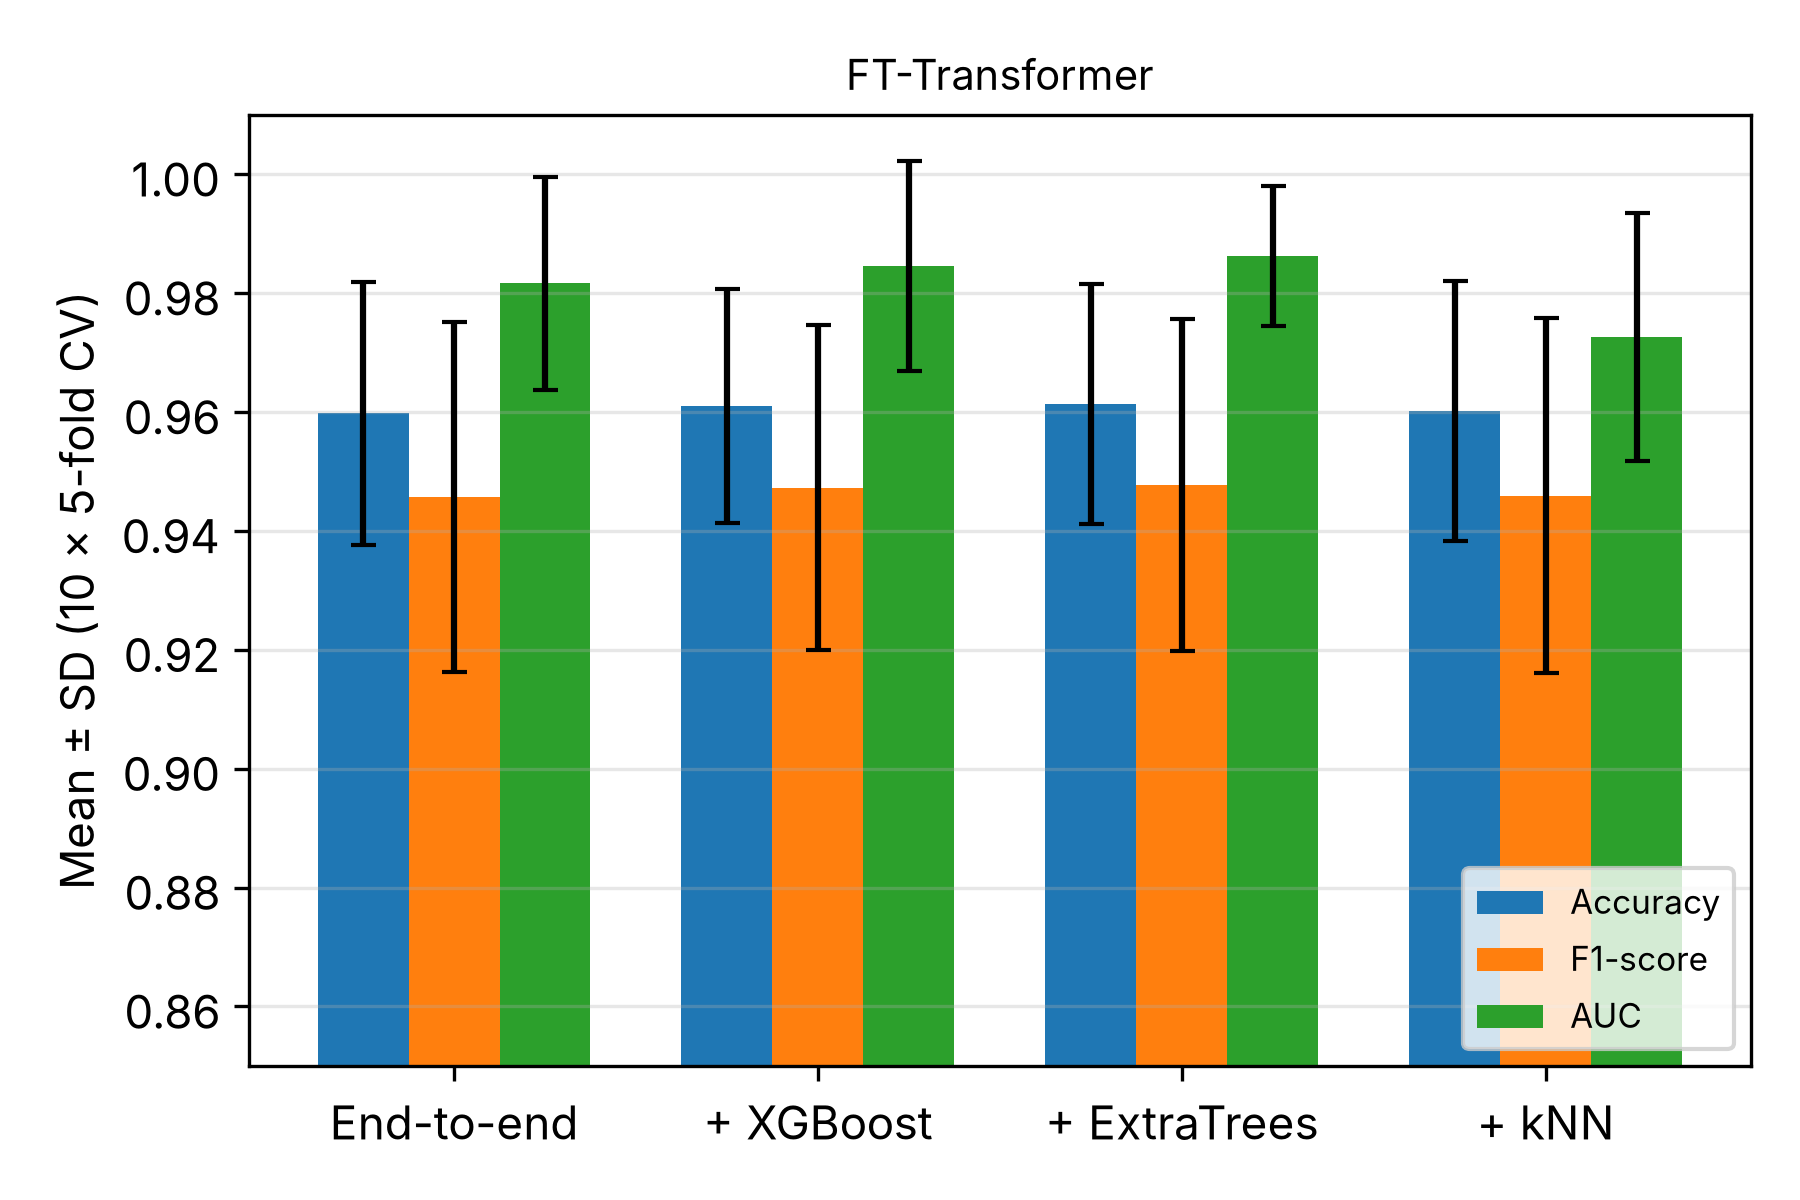 FT-Transformer
Mean ± SD (10 × 5-fold CV)
1.00
0.98
0.96
0.94
0.92
0.90
0.88
0.86
Accuracy
F1-score
AUC
End-to-end
+ XGBoost
+ ExtraTrees
+ kNN